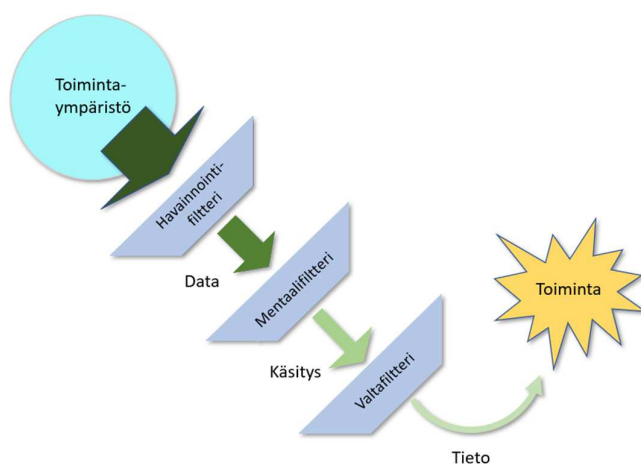 Toiminta-
ympäristö
Havainnointi-
filtteri
Data
Mentaalifiltteri
Käsitys
Valtafiltteri
Toiminta
Tieto